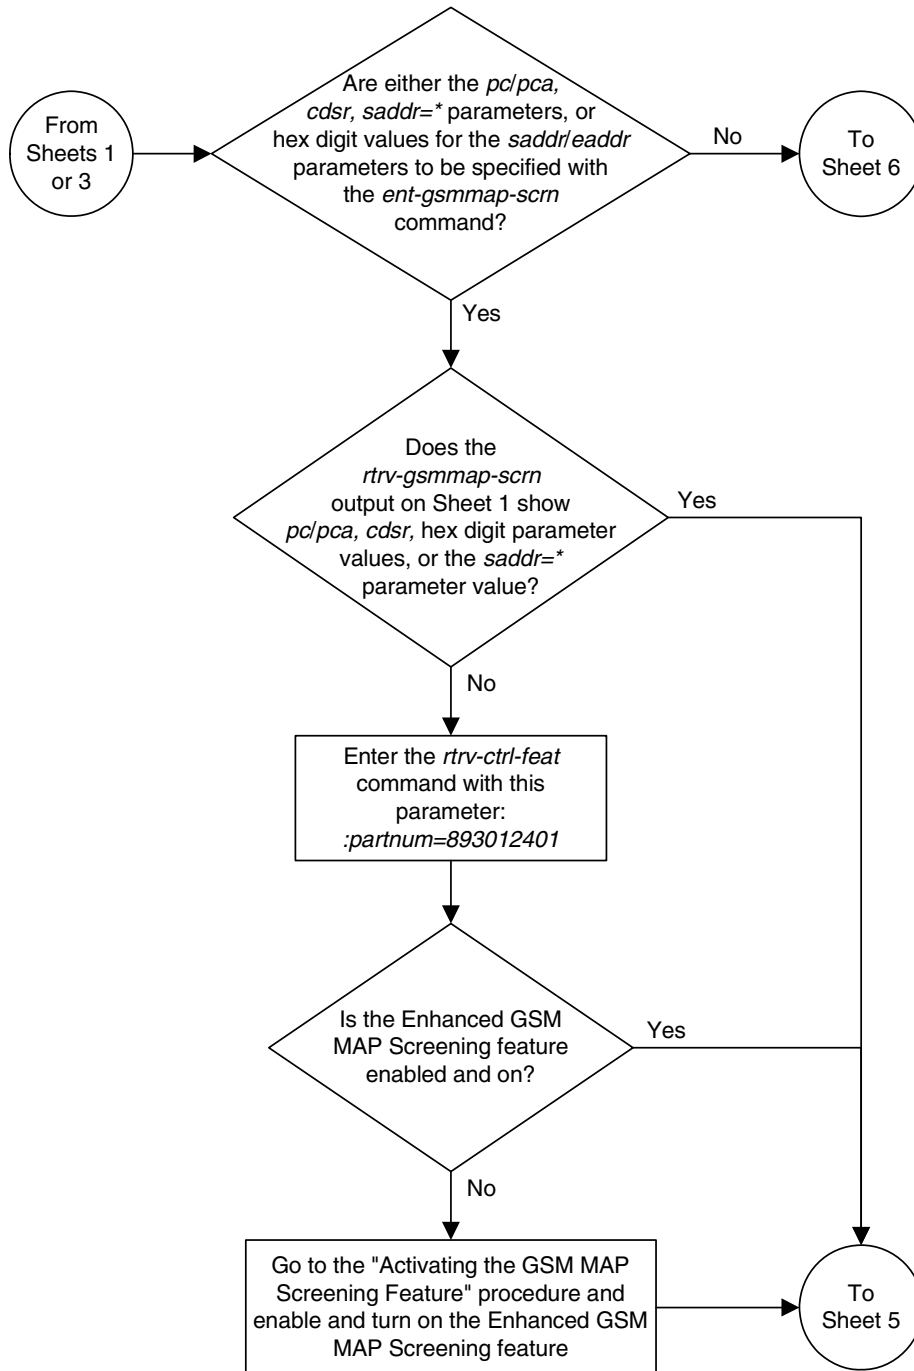 From
Sheets 1
or 3
Are either the pc/pca,
cdsr, saddr=* parameters, or
hex digit values for the saddr/eaddr
parameters to be specified with
the ent-gsmmap-scrn
command?
No
To
Sheet 6
Yes
Does the
rtrv-gsmmap-scrn
output on Sheet 1 show
pc/pca, cdsr, hex digit parameter
values, or the saddr=*
parameter value?
Yes
No
Enter the rtrv-ctrl-feat
command with this
parameter:
:partnum=893012401
Is the Enhanced GSM
MAP Screening feature
enabled and on?
Yes
No
Go to the "Activating the GSM MAP
Screening Feature" procedure and
enable and turn on the Enhanced GSM
MAP Screening feature
To
Sheet 5